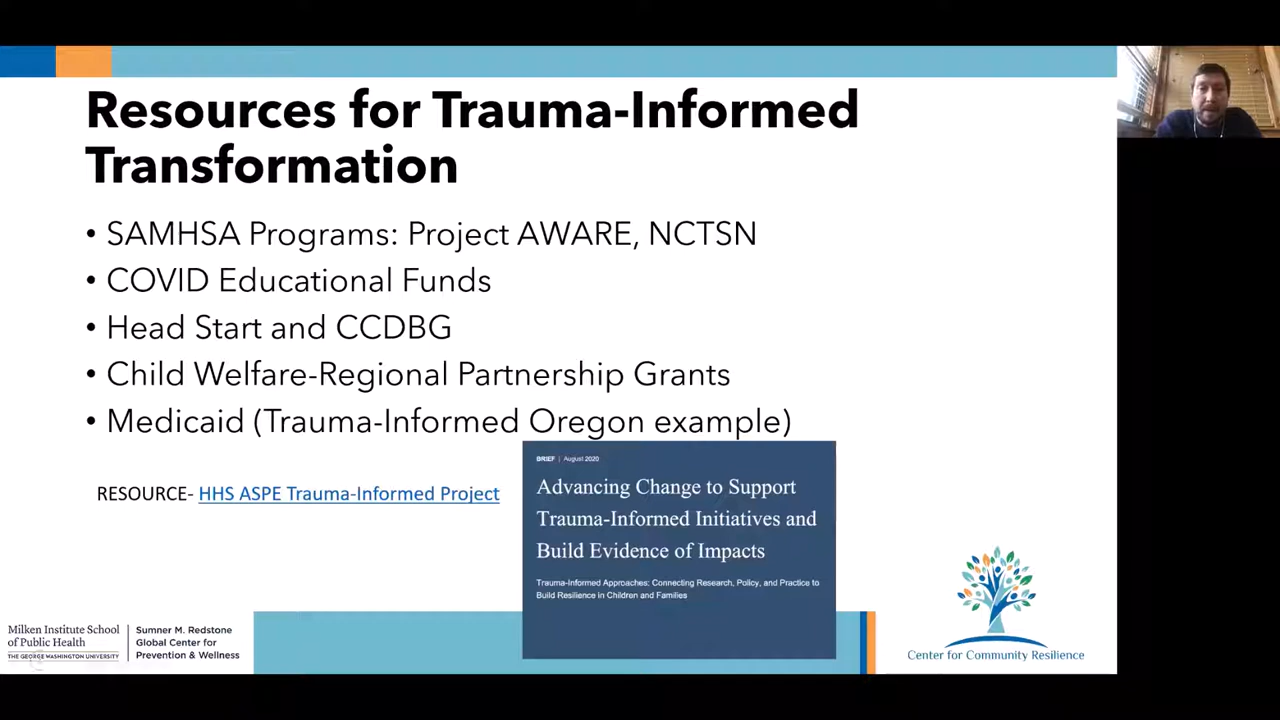 Resources for Trauma-Informed
Transformation
• SAMHSA Programs: Project AWARE, NCTSN
• COVID Educational Funds
• Head Start and CCDBG
• Child Welfare-Regional Partnership Grants
• Medicaid (Trauma-Informed Oregon example)
RESOURCE- HHS ASPE Trauma-Informed Project
BRIEF | August 2020
Advancing Change to Support
Trauma-Informed Initiatives and
Build Evidence of Impacts
Trauma-Informed Approaches: Connecting Research, Policy, and Practice to
Build Resilience in Children and Families
Milken Institute School
of Public Health
THE GEORGE WASHINGTON UNIVERSITY
Sumner M. Redstone
Global Center for
Prevention & Wellness
Center for Community Resilience